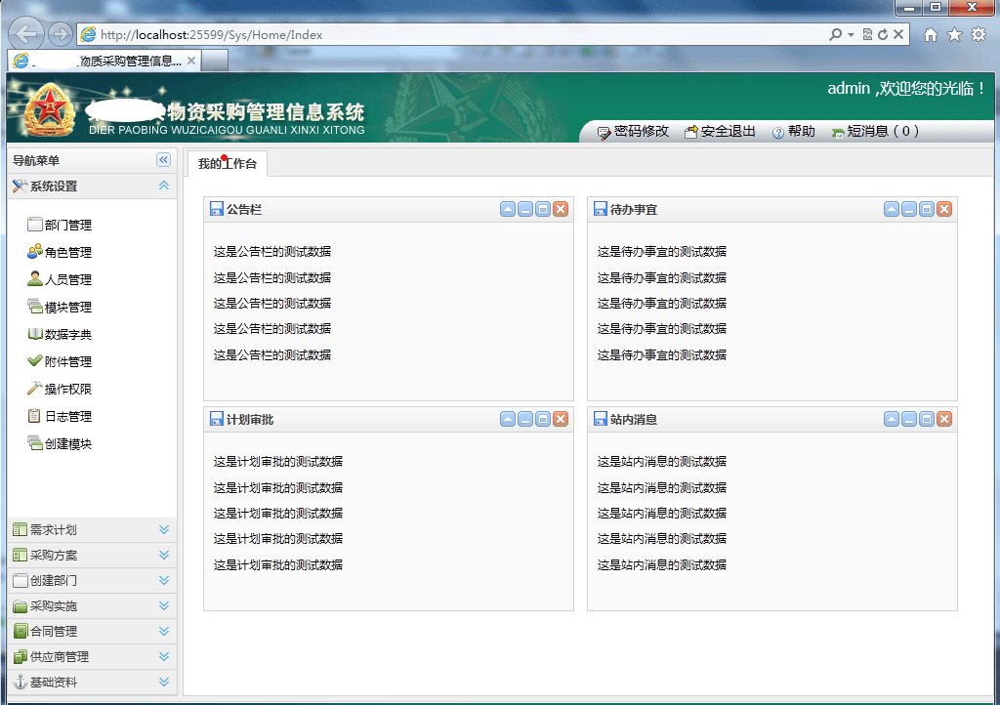 http://localhost:25599/Sys/Home/Index
物质采购管理信息...
物资采购管理信息系统
DIER PAOBING WUZICAIGOU GUANLI XINXI XITONG
admin ,欢迎您的光临！
密码修改 安全退出 帮助 短消息（0）
导航菜单
系统设置
部门管理
角色管理
人员管理
模块管理
数据字典
附件管理
操作权限
日志管理
创建模块
需求计划
采购方案
创建部门
采购实施
合同管理
供应商管理
基础资料
我的工作台
公告栏
这是公告栏的测试数据
这是公告栏的测试数据
这是公告栏的测试数据
这是公告栏的测试数据
这是公告栏的测试数据
待办事宜
这是待办事宜的测试数据
这是待办事宜的测试数据
这是待办事宜的测试数据
这是待办事宜的测试数据
这是待办事宜的测试数据
计划审批
这是计划审批的测试数据
这是计划审批的测试数据
这是计划审批的测试数据
这是计划审批的测试数据
这是计划审批的测试数据
站内消息
这是站内消息的测试数据
这是站内消息的测试数据
这是站内消息的测试数据
这是站内消息的测试数据
这是站内消息的测试数据